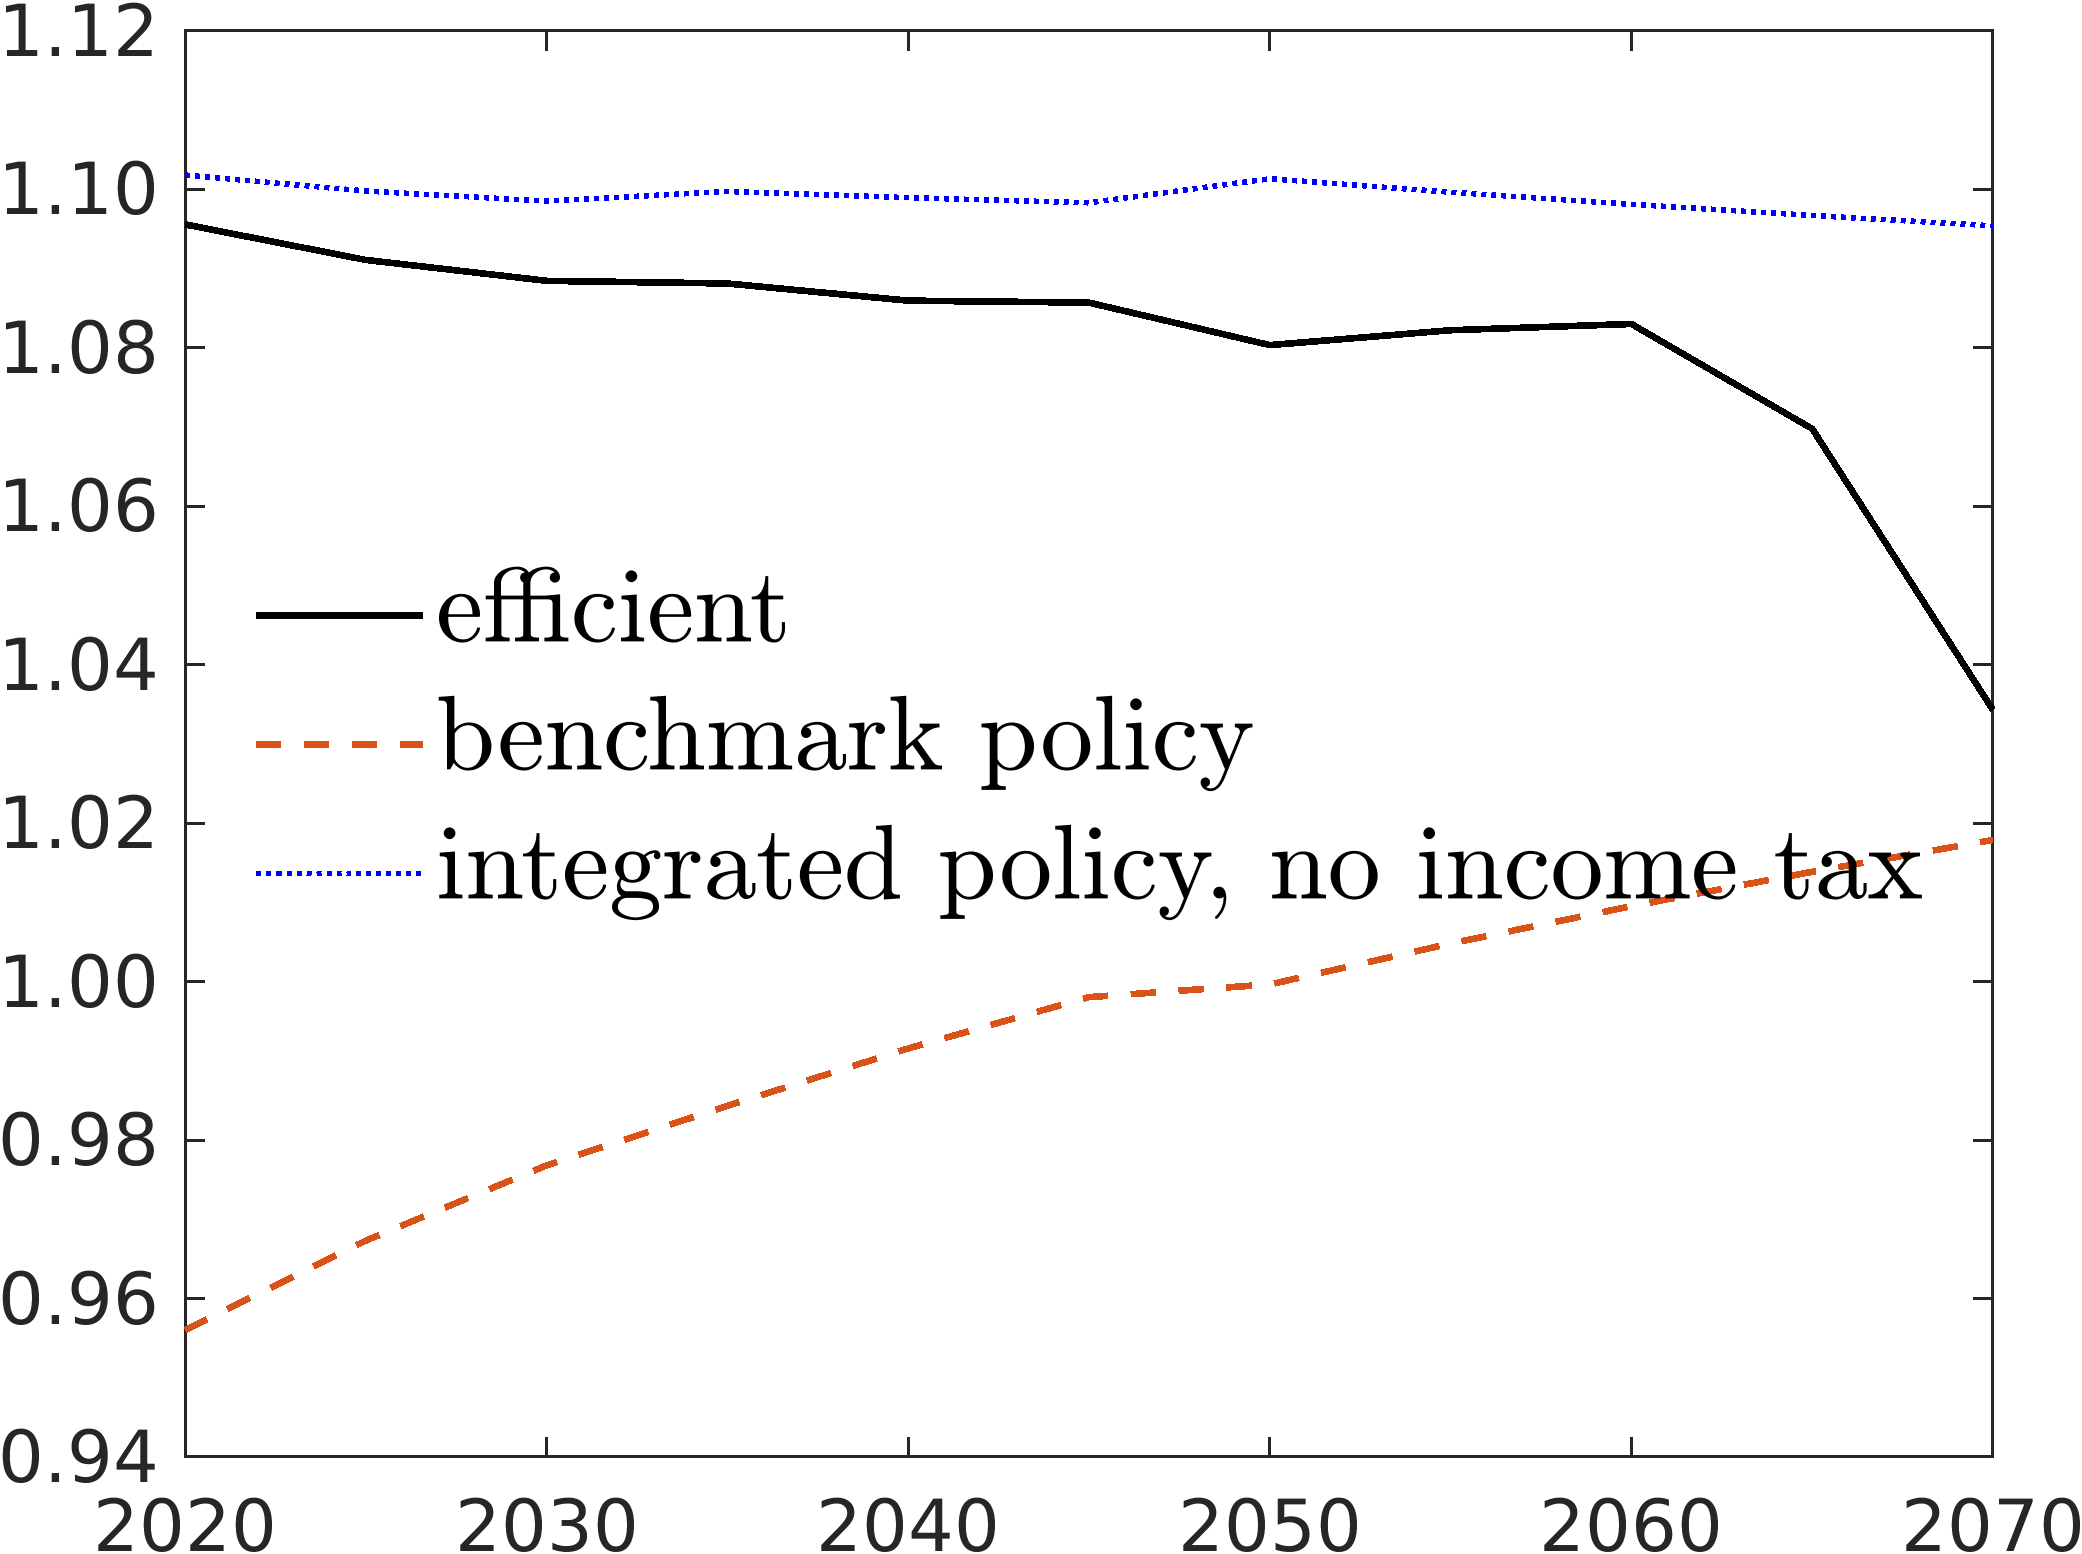 1.12
1.10
1.08
1.06
1.04
1.02
1.00
0.98
0.96
0.94
efficient
benchmark policy
integrated policy, no income tax
2020 2030 2040 2050 2060 2070